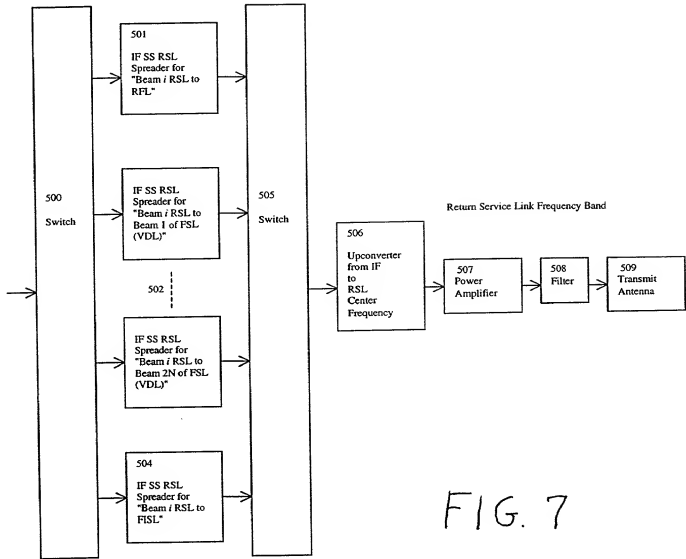 501
IF SS RSL
Spreader for
"Beam i RSL to
RFL"
500
Switch
IF SS RSL
Spreader for
"Beam i RSL to
Beam 1 of FSL
(VDL)"
502
IF SS RSL
Spreader for
"Beam i RSL to
Beam 2N of FSL
(VDL)"
504
IF SS RSL
Spreader for
"Beam i RSL to
FISL"
505
Switch
Return Service Link Frequency Band
506
Upconverter
from IF
to
RSL
Center
Frequency
507
Power
Amplifier
508
Filter
509
Transmit
Antenna
FIG. 7